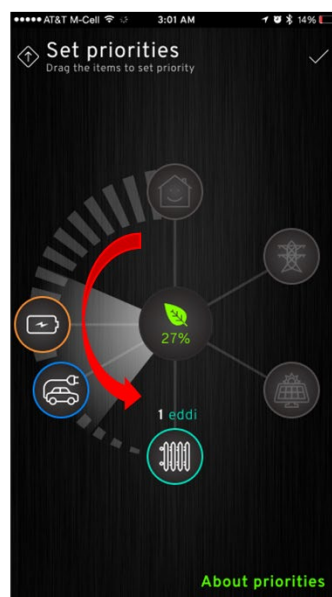 AT&T M-Cell 3:01 AM 14%
Set priorities
Drag the items to set priority
27%
1 eddi
About priorities